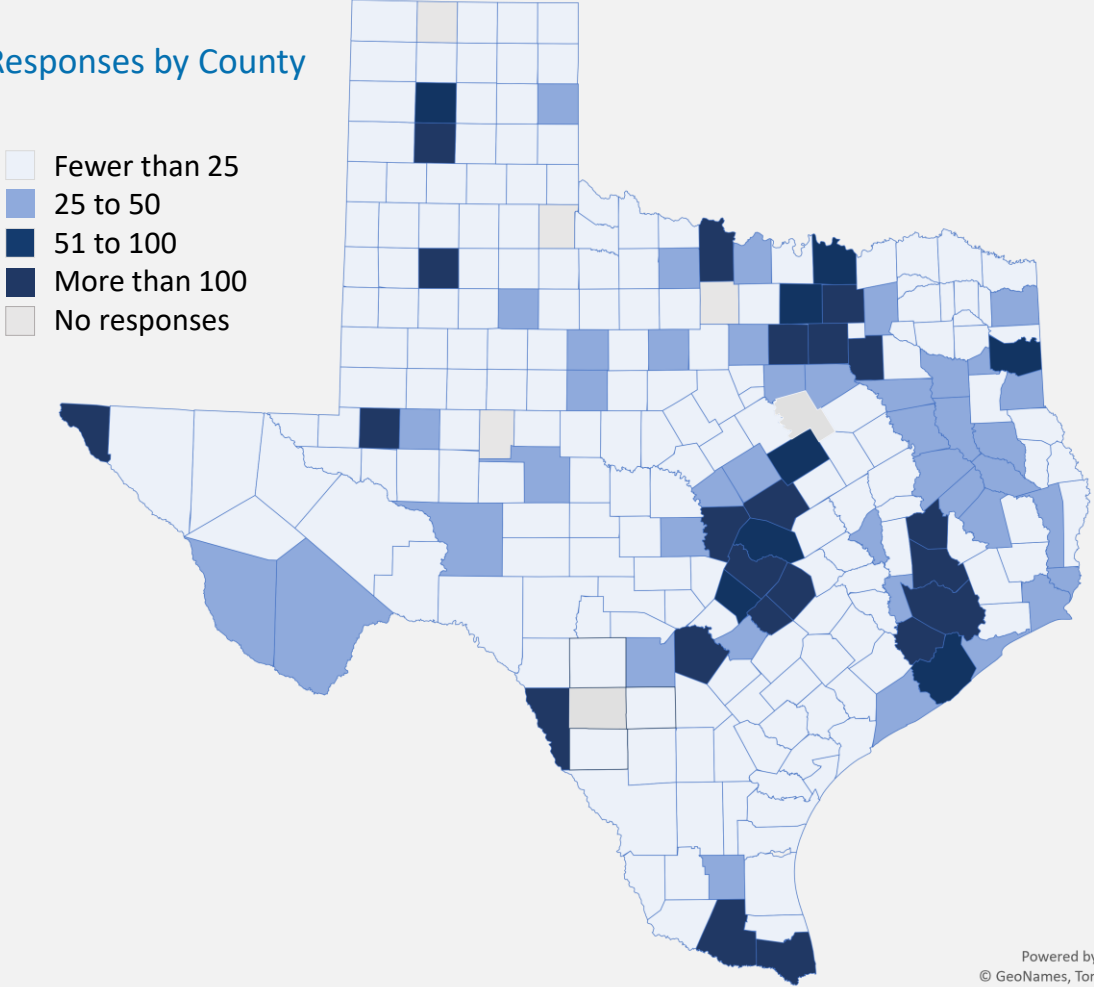 Responses by County
Fewer than 25
25 to 50
51 to 100
More than 100
No responses
Powered by
© GeoNames,